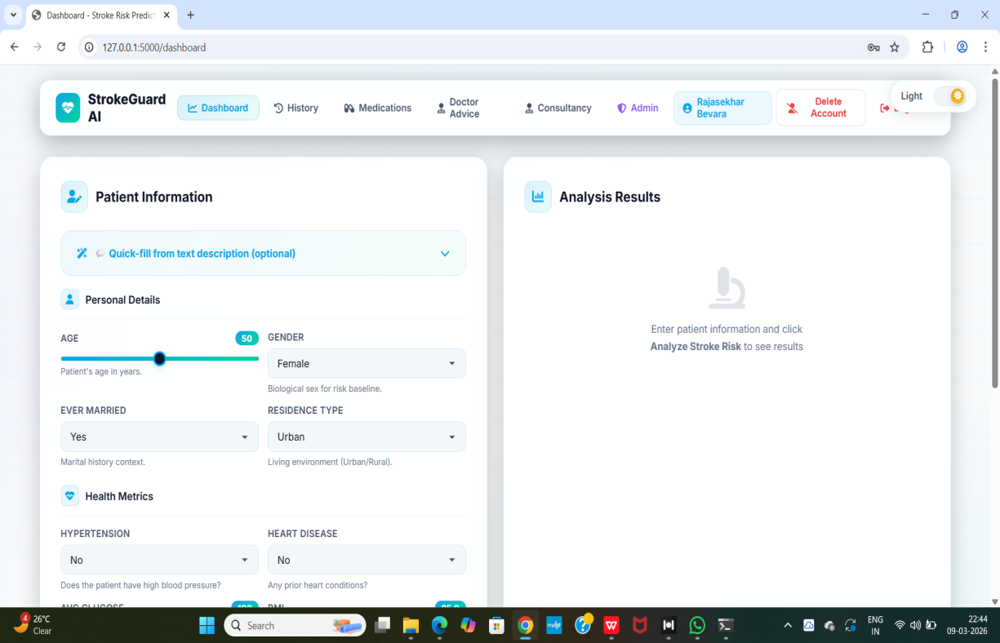 Dashboard - Stroke Risk Predict
127.0.0.1:5000/dashboard
StrokeGuard
AI
Dashboard
History
Medications
Doctor
Advice
Consultancy
Admin
Rajasekhar
Bevara
Delete
Account
Light
Patient Information
Quick-fill from text description (optional)
Personal Details
AGE
50
Patient's age in years.
GENDER
Female
Biological sex for risk baseline.
EVER MARRIED
Yes
Marital history context.
RESIDENCE TYPE
Urban
Living environment (Urban/Rural).
Health Metrics
HYPERTENSION
No
Does the patient have high blood pressure?
HEART DISEASE
No
Any prior heart conditions?
AVG GLUCOSE
BMI
Analysis Results
Enter patient information and click
Analyze Stroke Risk to see results
4
26°C
Clear
Search
ENG
IN
22:44
09-03-2026